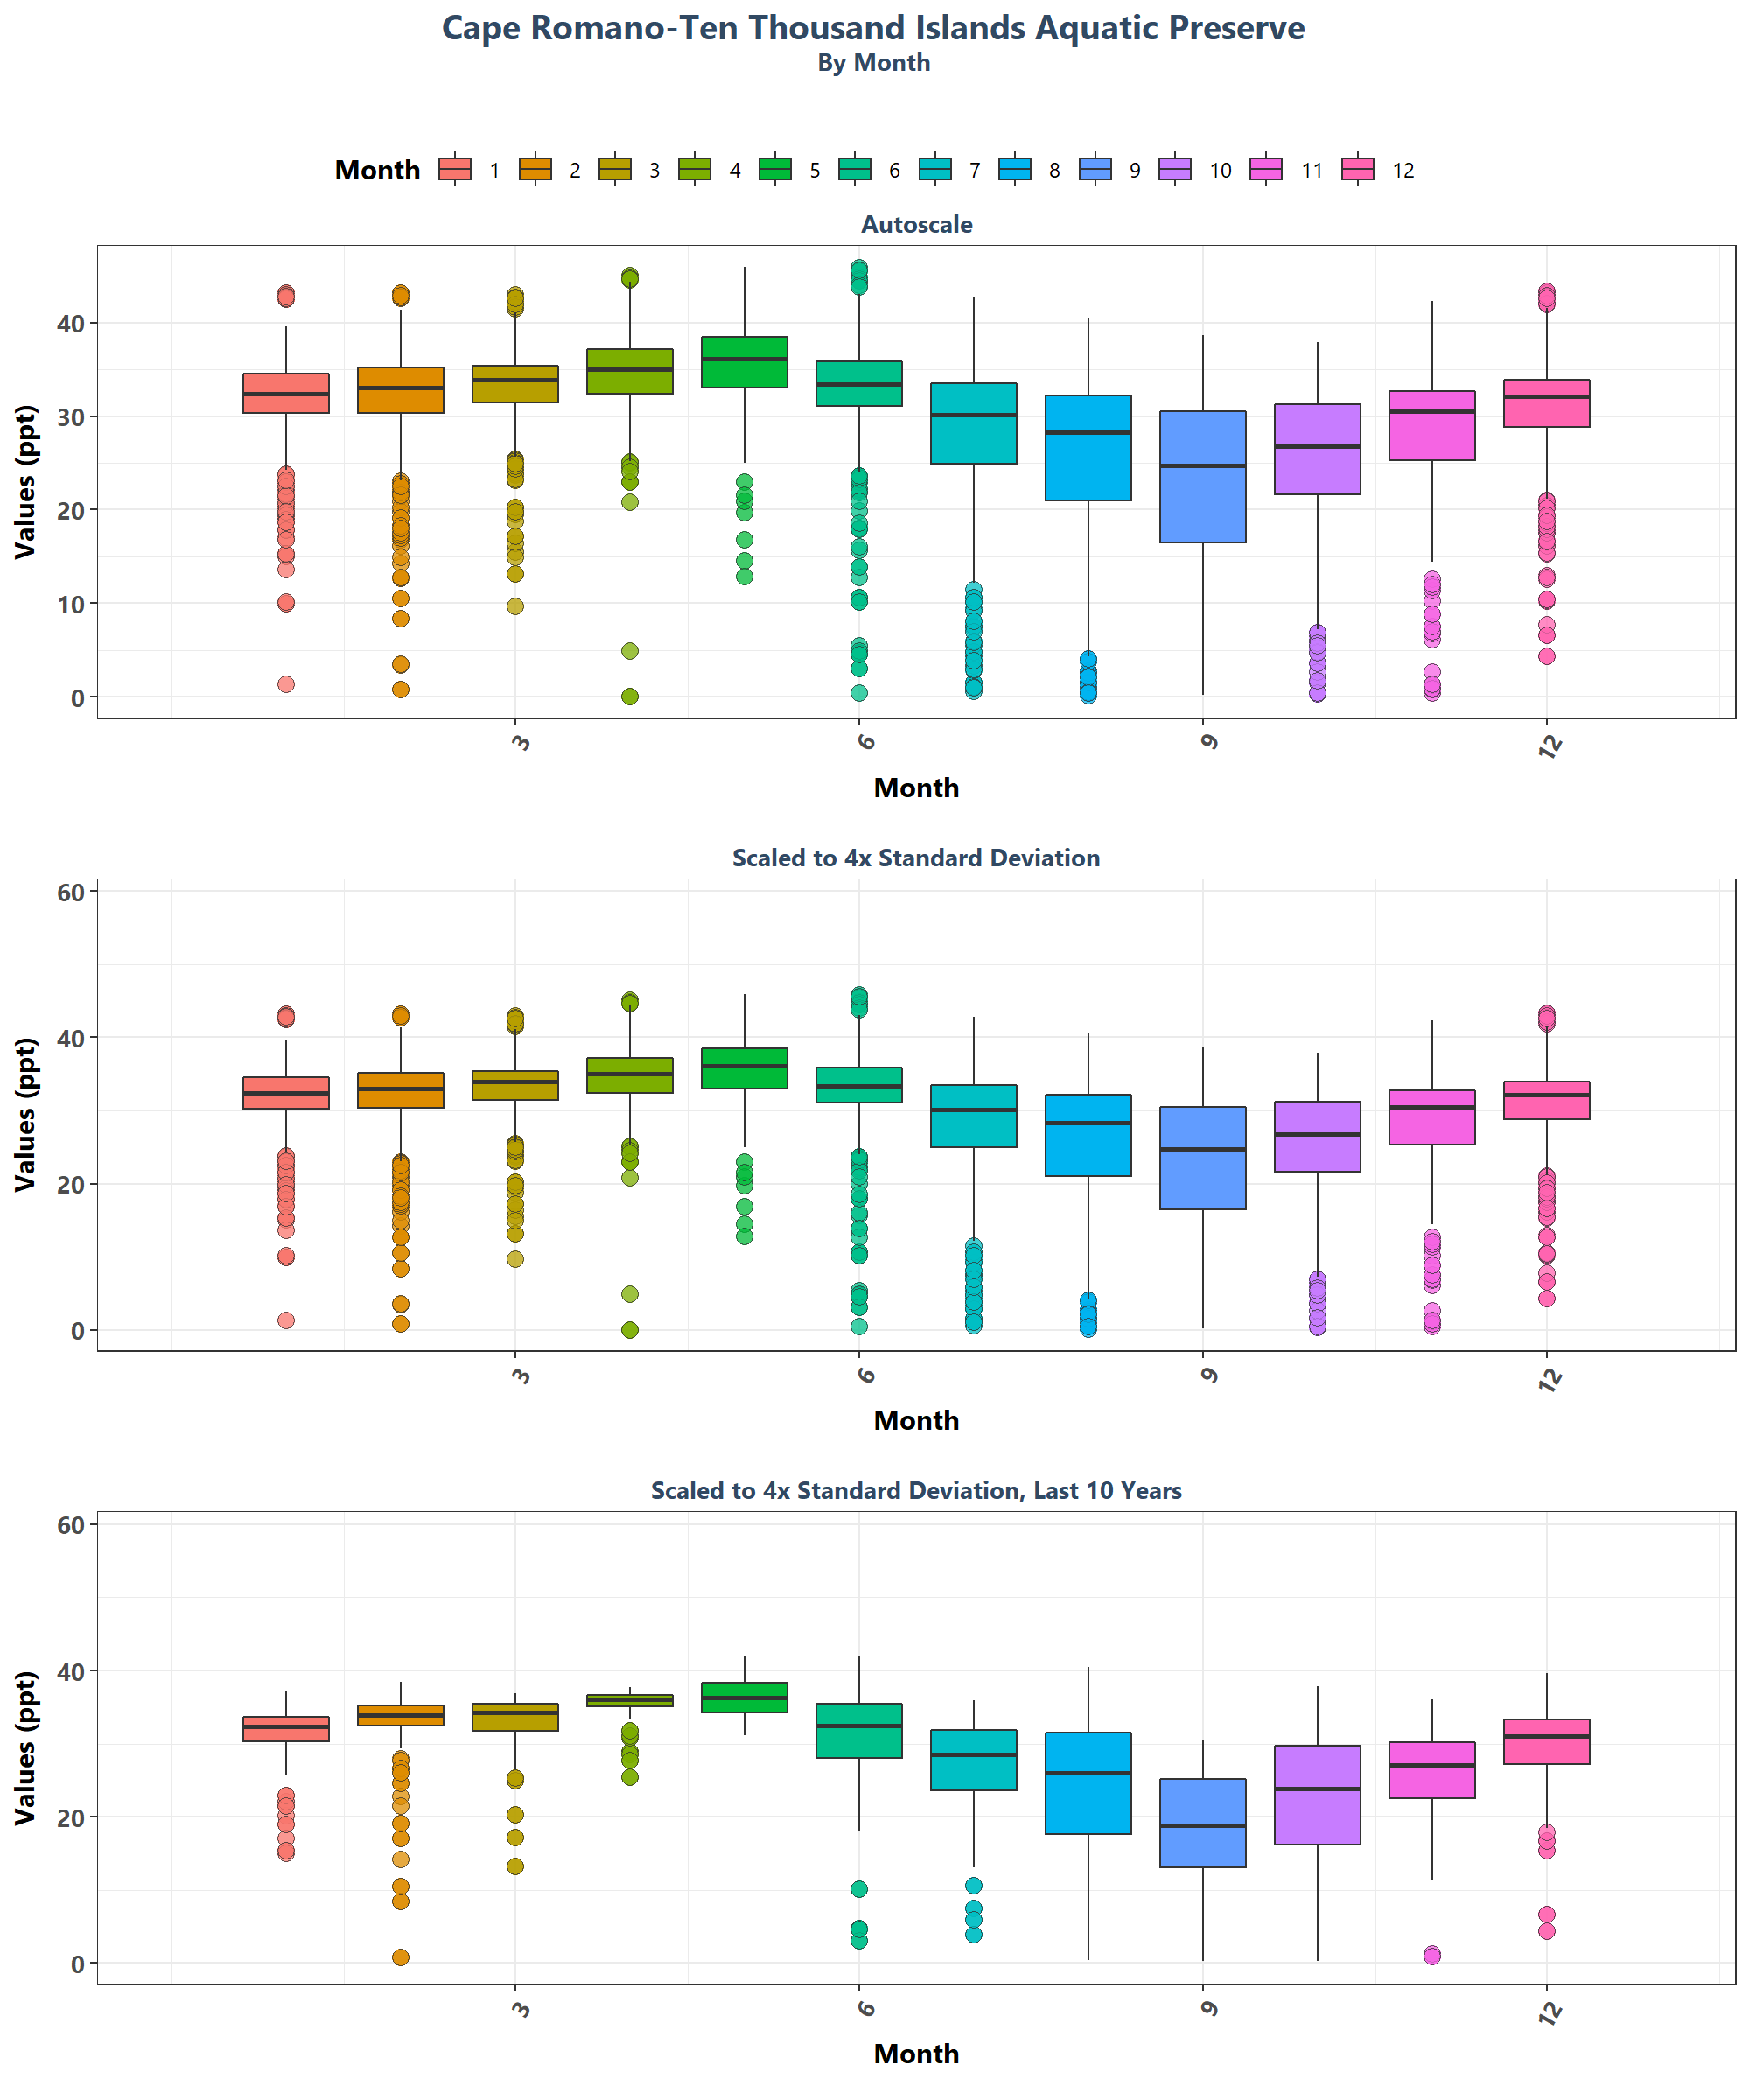 Cape Romano-Ten Thousand Islands Aquatic Preserve
By Month
Month 1 2 3 4 5 6 7 8 9 10 11 12
Autoscale
Values (ppt)
40
30
20
10
0
3 6 9 12
Month
Scaled to 4x Standard Deviation
Values (ppt)
60
40
20
0
3 6 9 12
Month
Scaled to 4x Standard Deviation, Last 10 Years
Values (ppt)
60
40
20
0
3 6 9 12
Month